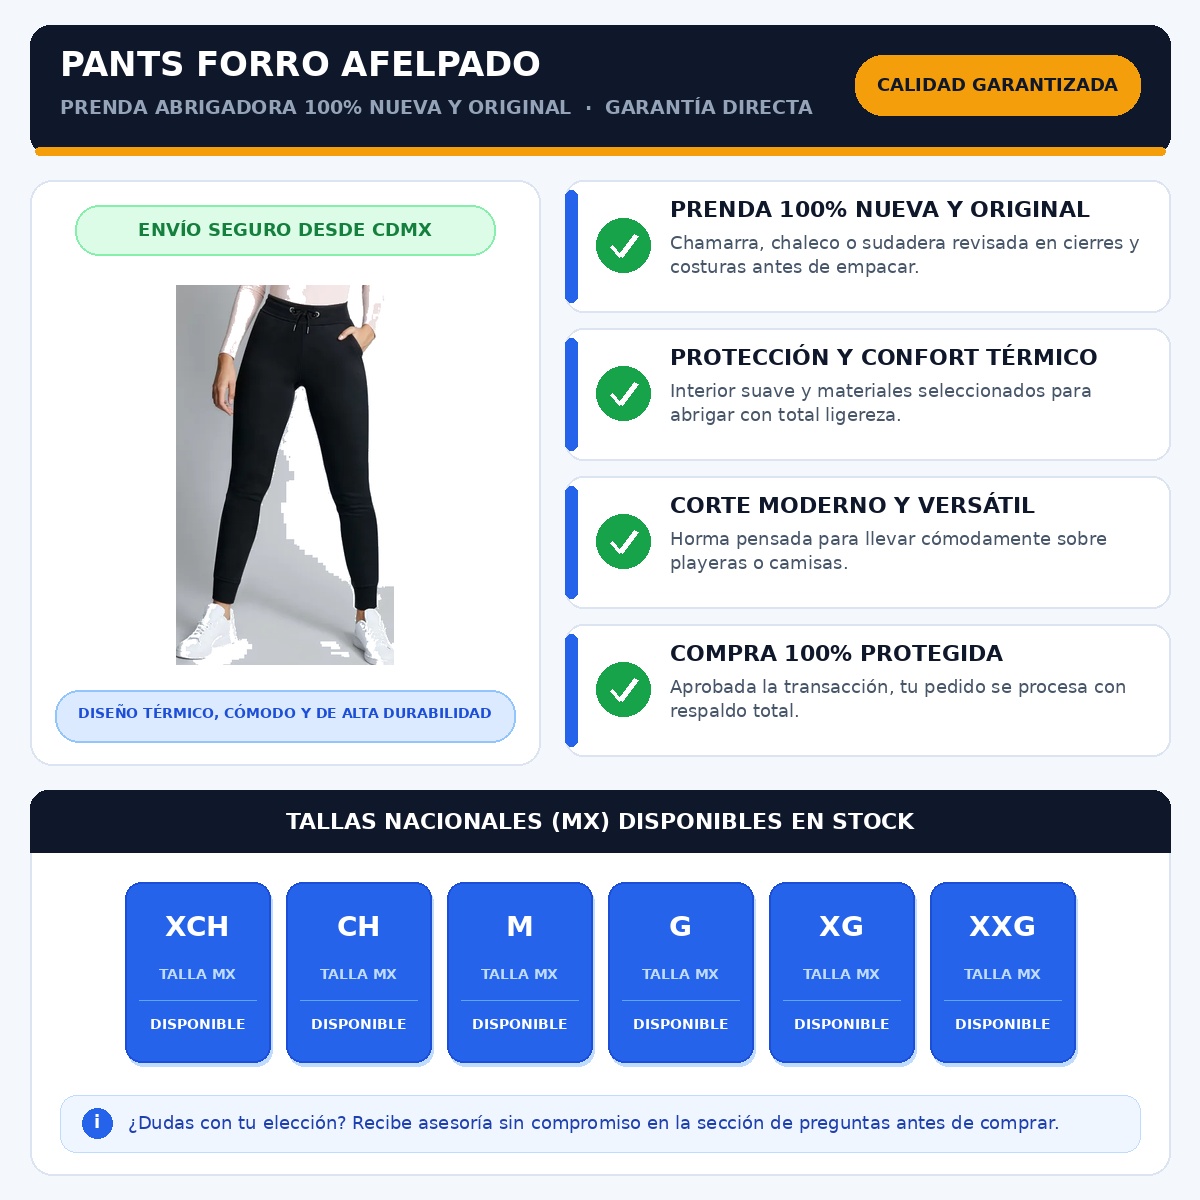 PANTS FORRO AFELPADO
PRENDA ABRIGADORA 100% NUEVA Y ORIGINAL · GARANTÍA DIRECTA
CALIDAD GARANTIZADA
ENVÍO SEGURO DESDE CDMX
DISEÑO TÉRMICO, CÓMODO Y DE ALTA DURABILIDAD
PRENDA 100% NUEVA Y ORIGINAL
Chamarra, chaleco o sudadera revisada en cierres y
costuras antes de empacar.
PROTECCIÓN Y CONFORT TÉRMICO
Interior suave y materiales seleccionados para
abrigar con total ligereza.
CORTE MODERNO Y VERSÁTIL
Horma pensada para llevar cómodamente sobre
playeras o camisas.
COMPRA 100% PROTEGIDA
Aprobada la transacción, tu pedido se procesa con
respaldo total.
TALLAS NACIONALES (MX) DISPONIBLES EN STOCK
XCH
TALLA MX
DISPONIBLE
CH
TALLA MX
DISPONIBLE
M
TALLA MX
DISPONIBLE
G
TALLA MX
DISPONIBLE
XG
TALLA MX
DISPONIBLE
XXG
TALLA MX
DISPONIBLE
i
¿Dudas con tu elección? Recibe asesoría sin compromiso en la sección de preguntas antes de comprar.